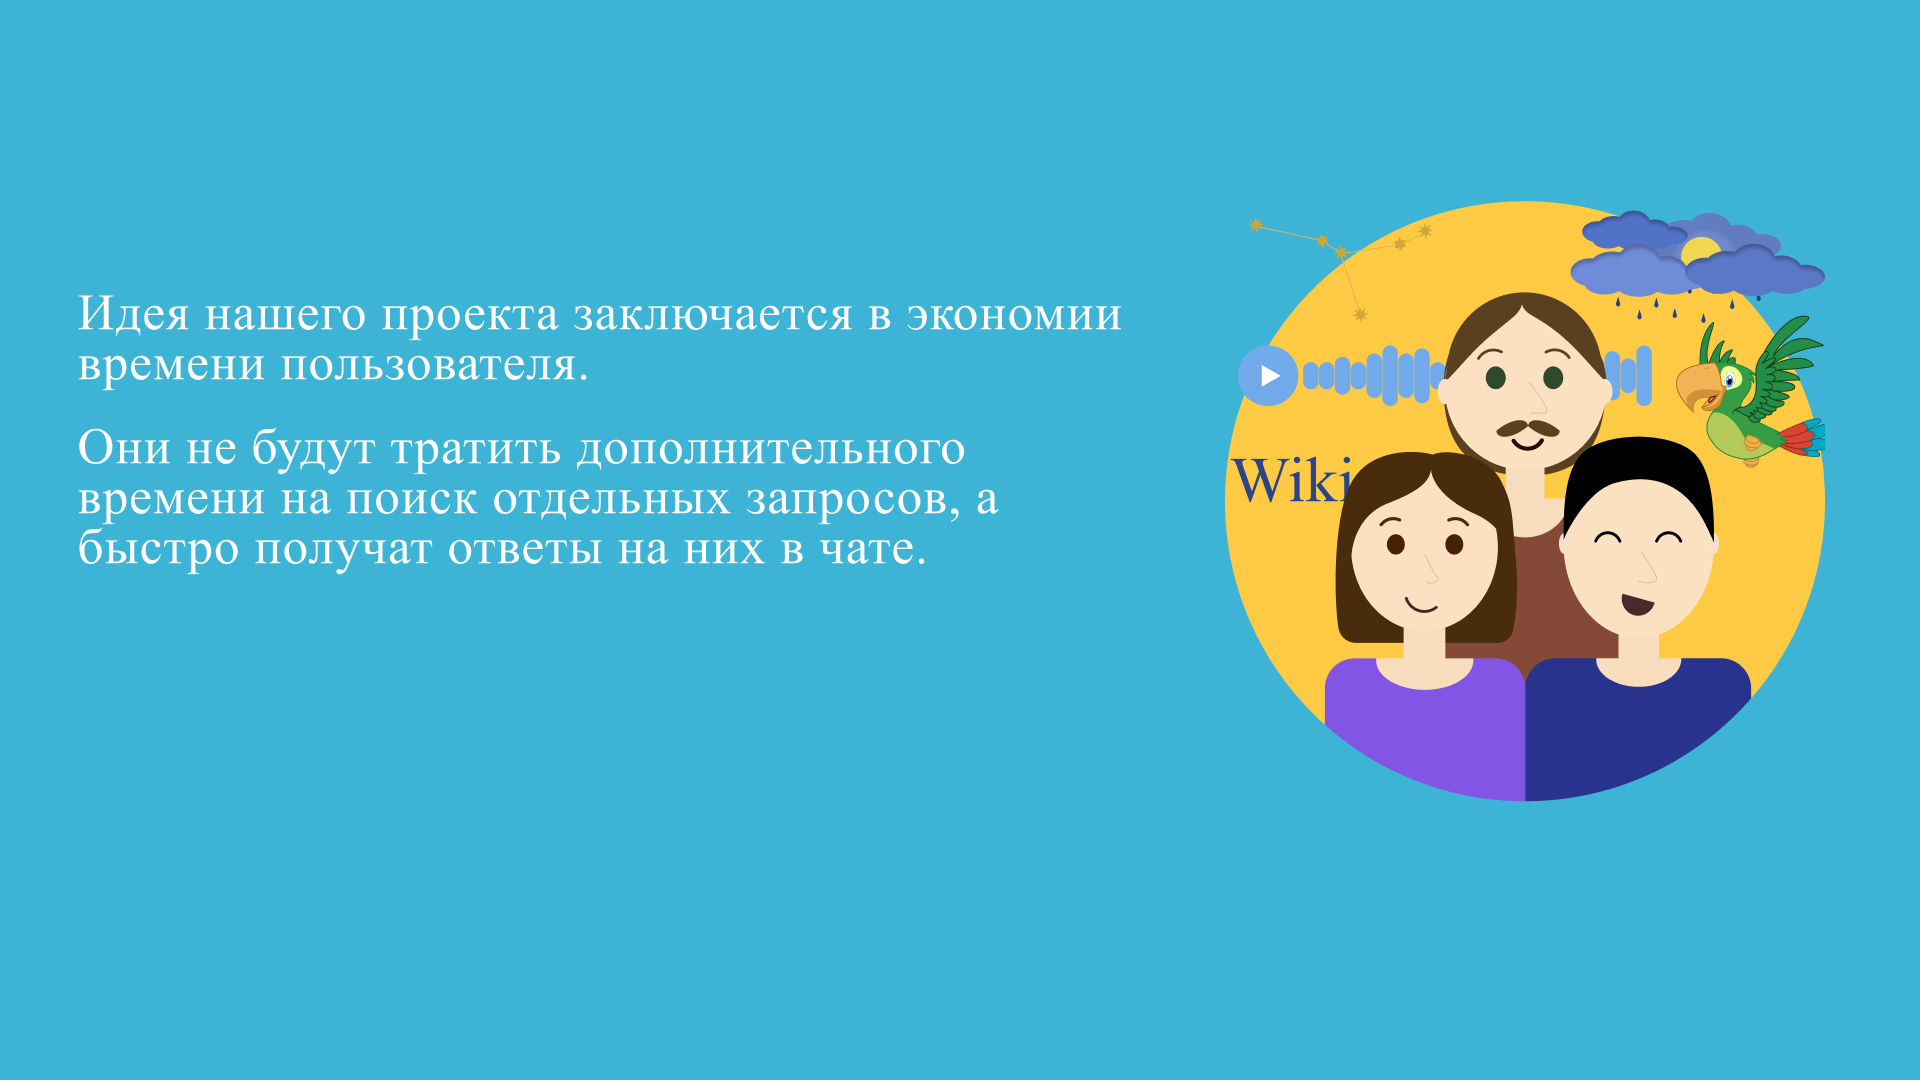 Идея нашего проекта заключается в экономии
времени пользователя.
Они не будут тратить дополнительного
времени на поиск отдельных запросов, а
быстро получат ответы на них в чате.
Wiki